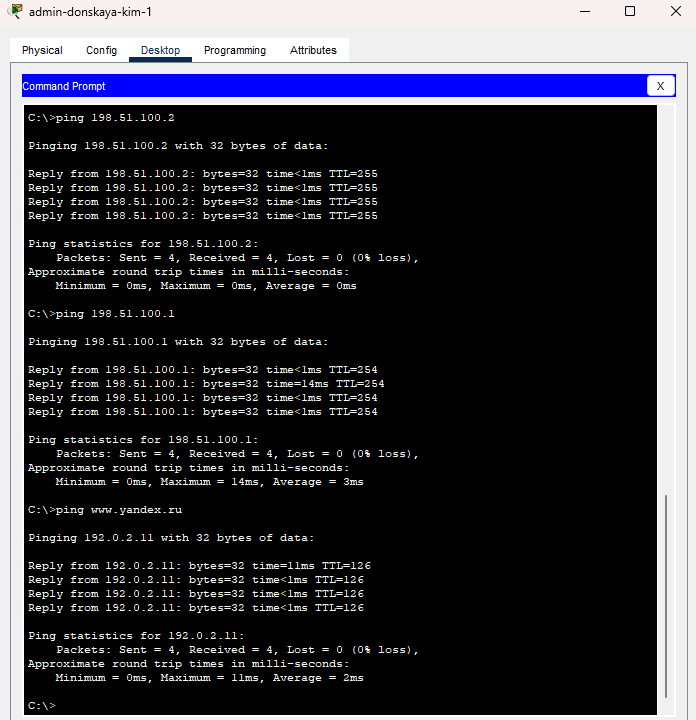 admin-donskaya-kim-1
Physical Config Desktop Programming Attributes
Command Prompt X
C:\>ping 198.51.100.2
Pinging 198.51.100.2 with 32 bytes of data:
Reply from 198.51.100.2: bytes=32 time<1ms TTL=255
Reply from 198.51.100.2: bytes=32 time<1ms TTL=255
Reply from 198.51.100.2: bytes=32 time<1ms TTL=255
Reply from 198.51.100.2: bytes=32 time<1ms TTL=255
Ping statistics for 198.51.100.2:
Packets: Sent = 4, Received = 4, Lost = 0 (0% loss),
Approximate round trip times in milli-seconds:
Minimum = 0ms, Maximum = 0ms, Average = 0ms
C:\>ping 198.51.100.1
Pinging 198.51.100.1 with 32 bytes of data:
Reply from 198.51.100.1: bytes=32 time<1ms TTL=254
Reply from 198.51.100.1: bytes=32 time=14ms TTL=254
Reply from 198.51.100.1: bytes=32 time<1ms TTL=254
Reply from 198.51.100.1: bytes=32 time<1ms TTL=254
Ping statistics for 198.51.100.1:
Packets: Sent = 4, Received = 4, Lost = 0 (0% loss),
Approximate round trip times in milli-seconds:
Minimum = 0ms, Maximum = 14ms, Average = 3ms
C:\>ping www.yandex.ru
Pinging 192.0.2.11 with 32 bytes of data:
Reply from 192.0.2.11: bytes=32 time=11ms TTL=126
Reply from 192.0.2.11: bytes=32 time<1ms TTL=126
Reply from 192.0.2.11: bytes=32 time<1ms TTL=126
Reply from 192.0.2.11: bytes=32 time<1ms TTL=126
Ping statistics for 192.0.2.11:
Packets: Sent = 4, Received = 4, Lost = 0 (0% loss),
Approximate round trip times in milli-seconds:
Minimum = 0ms, Maximum = 11ms, Average = 2ms
C:\>